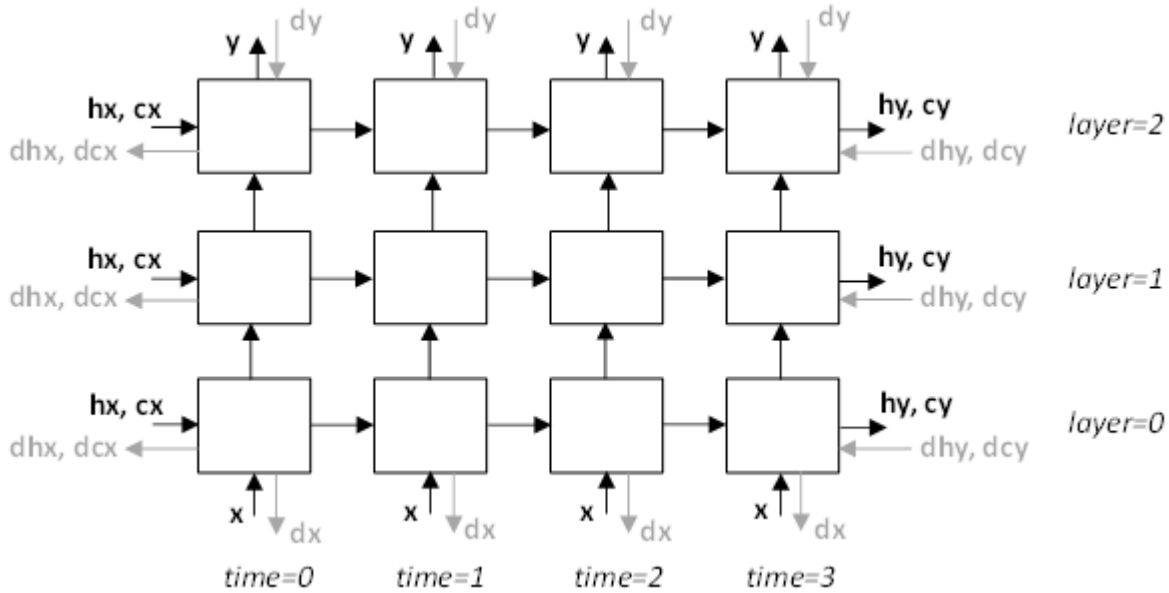 dy dy dy dy
y y y y
hx, cx hy, cy layer=2
dhx, dcx dhy, dcy
hx, cx hy, cy layer=1
dhx, dcx dhy, dcy
hx, cx hy, cy layer=0
dhx, dcx dhy, dcy
x x x x
dx dx dx dx
time=0 time=1 time=2 time=3